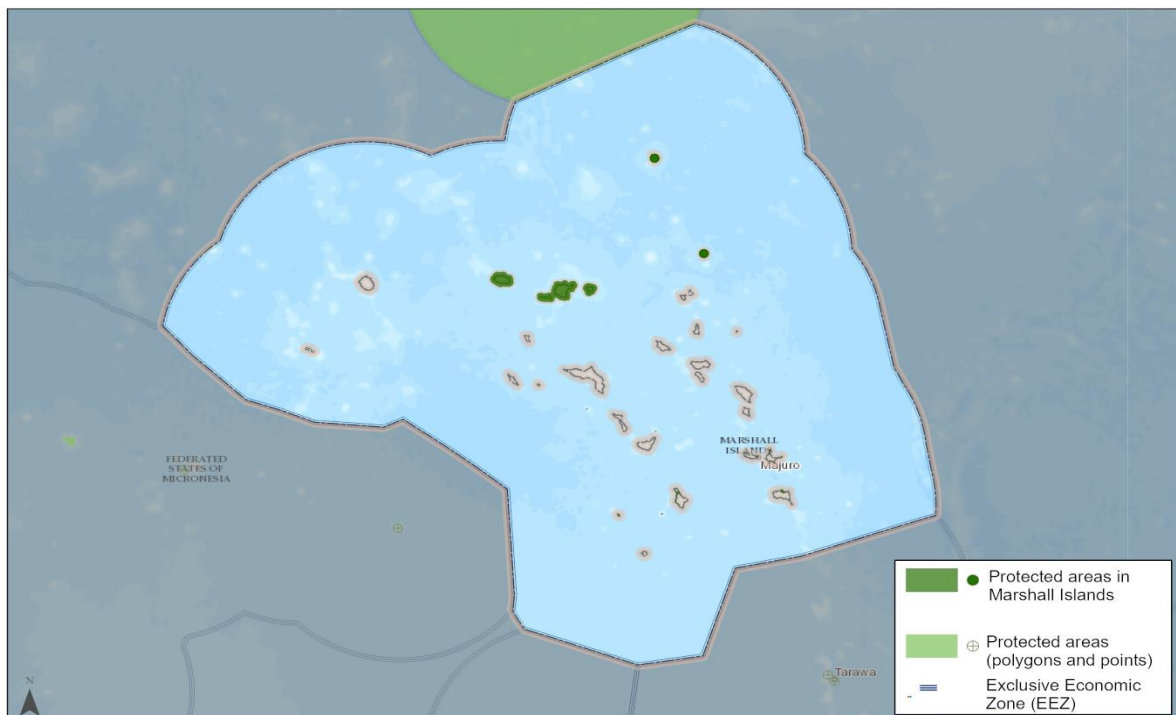 FEDERATED
STATES OF
MICRONESIA
MARSHALL
ISLANDS
Majuro
Tarawa
N
Protected areas in
Marshall Islands
Protected areas
(polygons and points)
Exclusive Economic
Zone (EEZ)